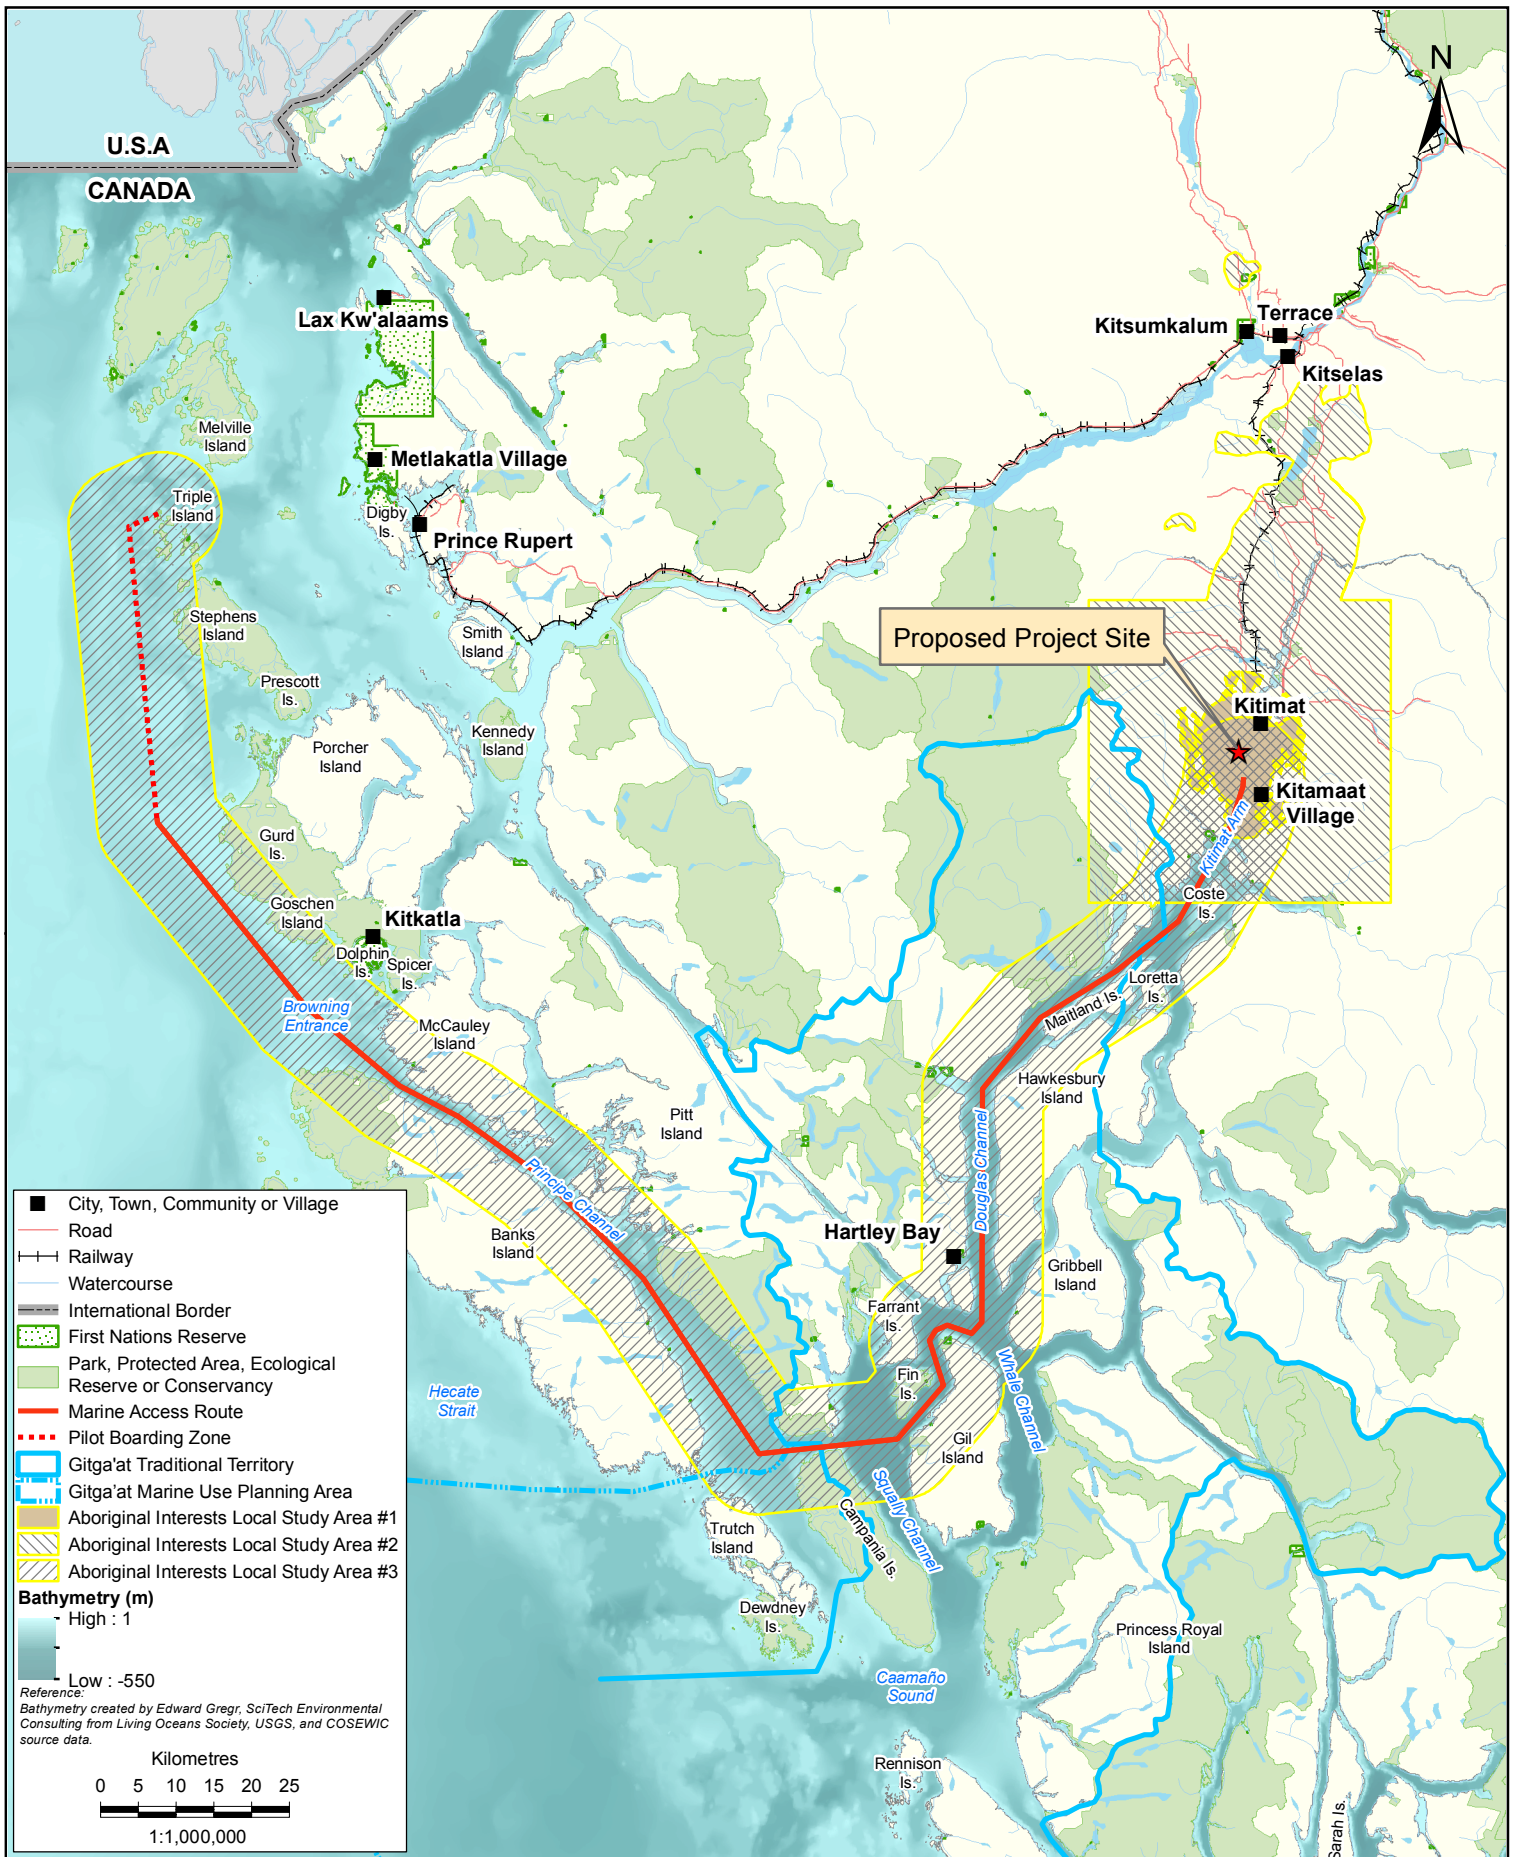 N
U.S.A
CANADA
Lax Kw'alaams
Kitsumkalum
Terrace
Kitselas
Melville
Island
Metlakatla Village
Triple
Island
Digby
Is.
Prince Rupert
Stephens
Island
Smith
Island
Proposed Project Site
Prescott
Is.
Kitimat
Porcher
Island
Kennedy
Island
Kitamaat
Village
Kitimat Arm
Gurd
Is.
Coste
Is.
Goschen
Island
Kitkatla
Dolphin
Is.
Spicer
Is.
Loretta
Is.
Maitland Is.
Browning
Entrance
McCauley
Island
Hawkesbury
Island
Pitt
Island
Douglas Channel
Principe Channel
Banks
Island
Hartley Bay
Gribbell
Island
Farrant
Is.
Fin
Is.
Whale Channel
Hecate
Strait
Gil
Island
Squally Channel
Campania Is.
Trutch
Island
Dewdney
Is.
Princess Royal
Island
Caamaño
Sound
Rennison
Is.
Sarah Is.
City, Town, Community or Village
Road
Railway
Watercourse
International Border
First Nations Reserve
Park, Protected Area, Ecological
Reserve or Conservancy
Marine Access Route
Pilot Boarding Zone
Gitga'at Traditional Territory
Gitga'at Marine Use Planning Area
Aboriginal Interests Local Study Area #1
Aboriginal Interests Local Study Area #2
Aboriginal Interests Local Study Area #3
Bathymetry (m)
High : 1
Low : -550
Reference:
Bathymetry created by Edward Gregr, SciTech Environmental
Consulting from Living Oceans Society, USGS, and COSEWIC
source data.
Kilometres
0 5 10 15 20 25
1:1,000,000